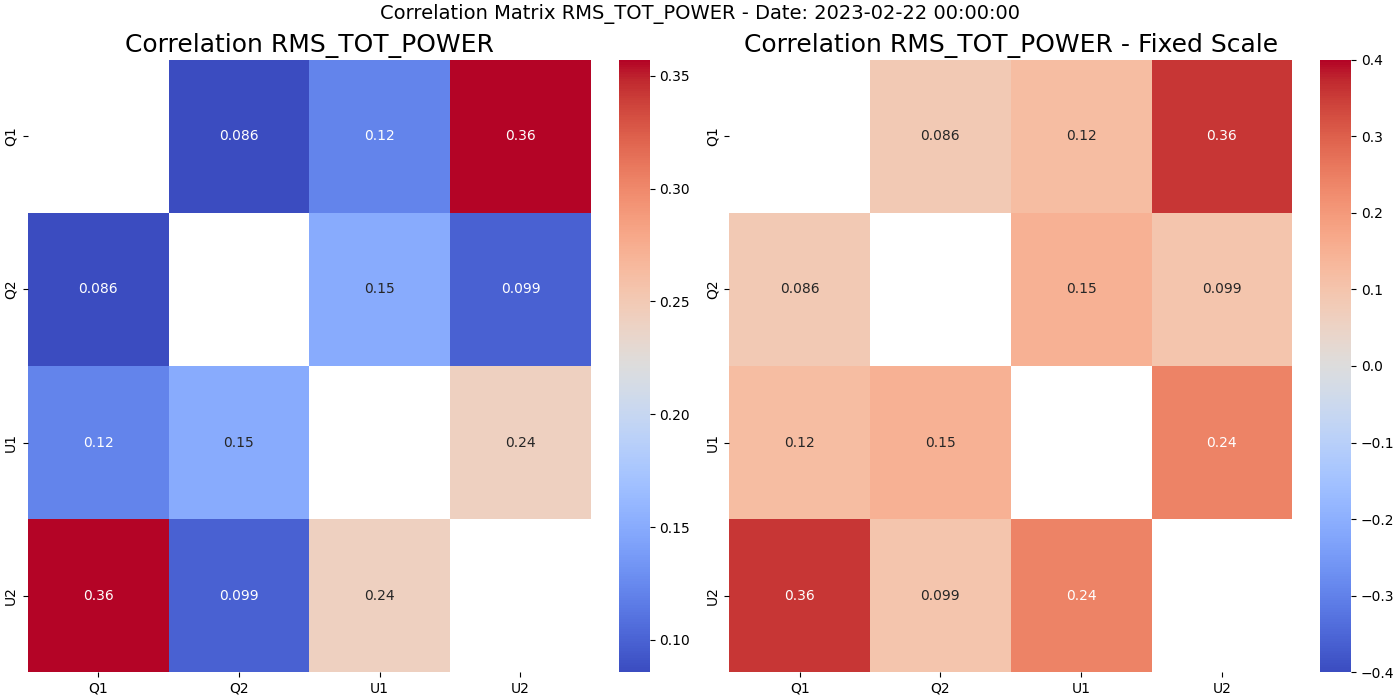 Correlation Matrix RMS_TOT_POWER - Date: 2023-02-22 00:00:00
Correlation RMS_TOT_POWER
Q1
0.086
0.12
0.36
Q2
0.086
0.15
0.099
U1
0.12
0.15
0.24
U2
0.36
0.099
0.24
Q1
Q2
U1
U2
0.35
0.30
0.25
0.20
0.15
0.10
Correlation RMS_TOT_POWER - Fixed Scale
Q1
0.086
0.12
0.36
Q2
0.086
0.15
0.099
U1
0.12
0.15
0.24
U2
0.36
0.099
0.24
Q1
Q2
U1
U2
0.4
0.3
0.2
0.1
0.0
−0.1
−0.2
−0.3
−0.4